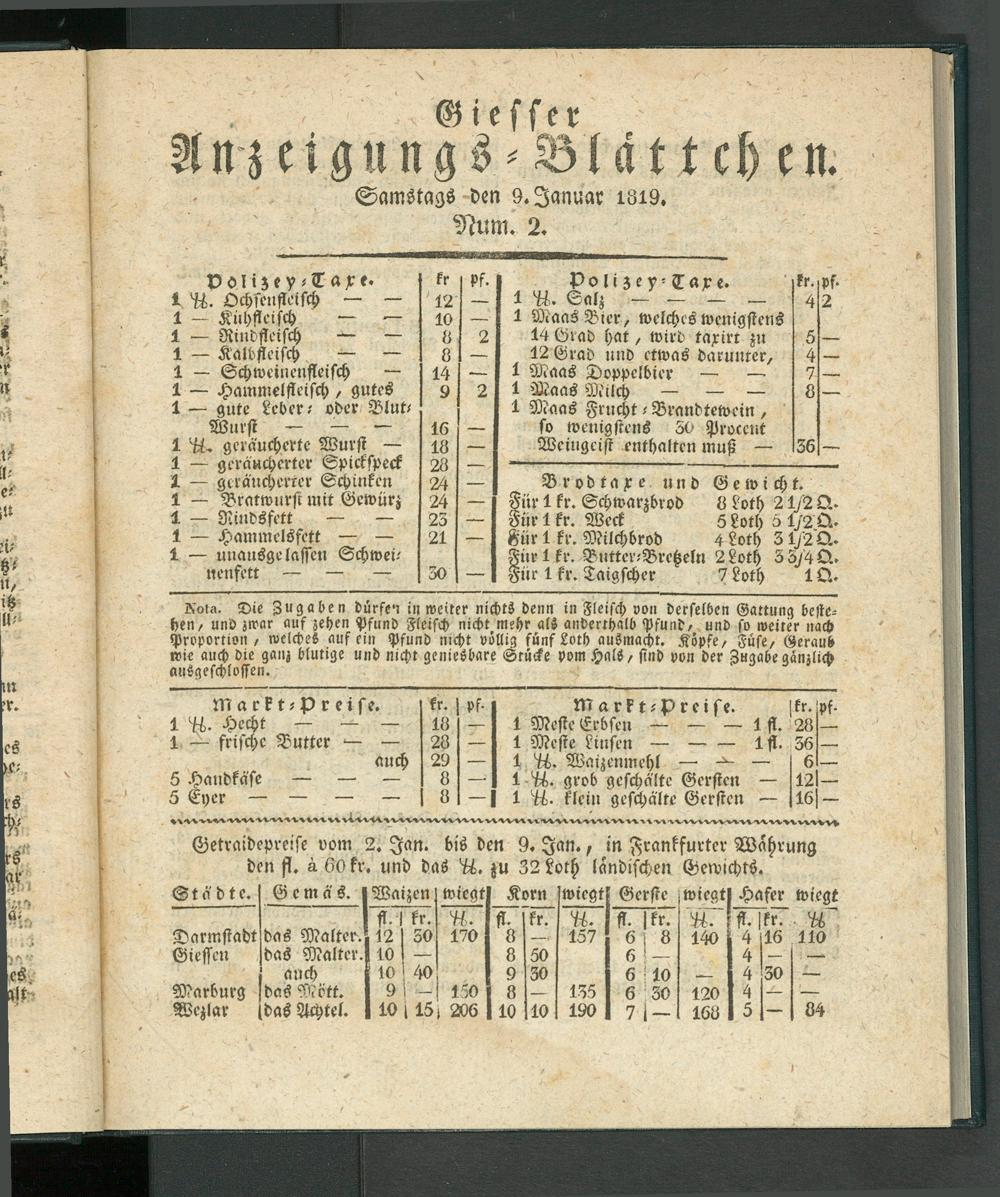 Giesser
Anzeigungs-Blättchen.
Samstags den 9. Januar 1819.
Num. 2.
Polizey-Taxe. kr pf.
1 ℔. Ochsenfleisch — — 12 —
1 — Kühfleisch — — 10 —
1 — Rindfleisch — — 8 2
1 — Kalbfleisch — — 8 —
1 — Schweinenfleisch — 14 —
1 — Hammelfleisch, gutes 9 2
1 — gute Leber- oder Blut-
Wurst — — — 16 —
1 ℔. geräucherte Wurst — 18 —
1 — geräucherter Spickspeck 28 —
1 — geräucherter Schinken 24 —
1 — Bratwurst mit Gewürz 24 —
1 — Rindsfett — — 23 —
1 — Hammelsfett — — 21 —
1 — unausgelassen Schwei-
nenfett — — — 30 —
Polizey-Taxe. kr. pf.
1 ℔. Salz — — — — 4 2
1 Maas Bier, welches wenigstens
14 Grad hat, wird taxirt zu 5 —
12 Grad und etwas darunter, 4 —
1 Maas Doppelbier — — 7 —
1 Maas Milch — — — 8 —
1 Maas Frucht-Brandtewein,
so wenigstens 30 Procent
Weingeist enthalten muß — 36 —
Brodtaxe und Gewicht.
Für 1 kr. Schwarzbrod 8 Loth 2 1/2 Q.
Für 1 kr. Weck 5 Loth 5 1/2 Q.
Für 1 kr. Milchbrod 4 Loth 3 1/2 Q.
Für 1 kr. Butter-Bretzeln 2 Loth 3 3/4 Q.
Für 1 kr. Taigscher 7 Loth 1 Q.
Nota. Die Zugaben dürfen in weiter nichts denn in Fleisch von derselben Gattung beste-
hen, und zwar auf zehen Pfund Fleisch nicht mehr als anderthalb Pfund, und so weiter nach
Proportion, welches auf ein Pfund nicht völlig fünf Loth ausmacht. Köpfe, Füse, Geraub
wie auch die ganz blutige und nicht geniesbare Stücke vom Hals, sind von der Zugabe gänzlich
ausgeschlossen.
Markt-Preise. kr. pf.
1 ℔. Hecht — — — 18 —
1 — frische Butter — — 28 —
auch 29 —
5 Handkäse — — — 8 —
5 Eyer — — — — 8 —
Markt-Preise. kr. pf.
1 Meste Erbsen — — — 1 fl. 28 —
1 Meste Linsen — — — 1 fl. 36 —
1 ℔. Waizenmehl — — — 6 —
1 ℔. grob geschälte Gersten — 12 —
1 ℔. klein geschälte Gersten — 16 —
Getraidepreise vom 2. Jan. bis den 9. Jan., in Frankfurter Währung
den fl. à 60 kr. und das ℔. zu 32 Loth ländischen Gewichts.
Städte. Gemäs. Waizen wiegt Korn wiegt Gerste wiegt Hafer wiegt
fl. kr. ℔. fl. kr. ℔. fl. kr. ℔. fl. kr. ℔
Darmstadt das Malter. 12 30 170 8 — 157 6 8 140 4 16 110
Giessen das Malter. 10 — 8 50 6 — 4 — —
auch 10 40 9 30 6 10 — 4 30 —
Marburg das Mött. 9 — 150 8 — 135 6 30 120 4 — —
Wezlar das Achtel. 10 15 206 10 10 190 7 — 168 5 — 84